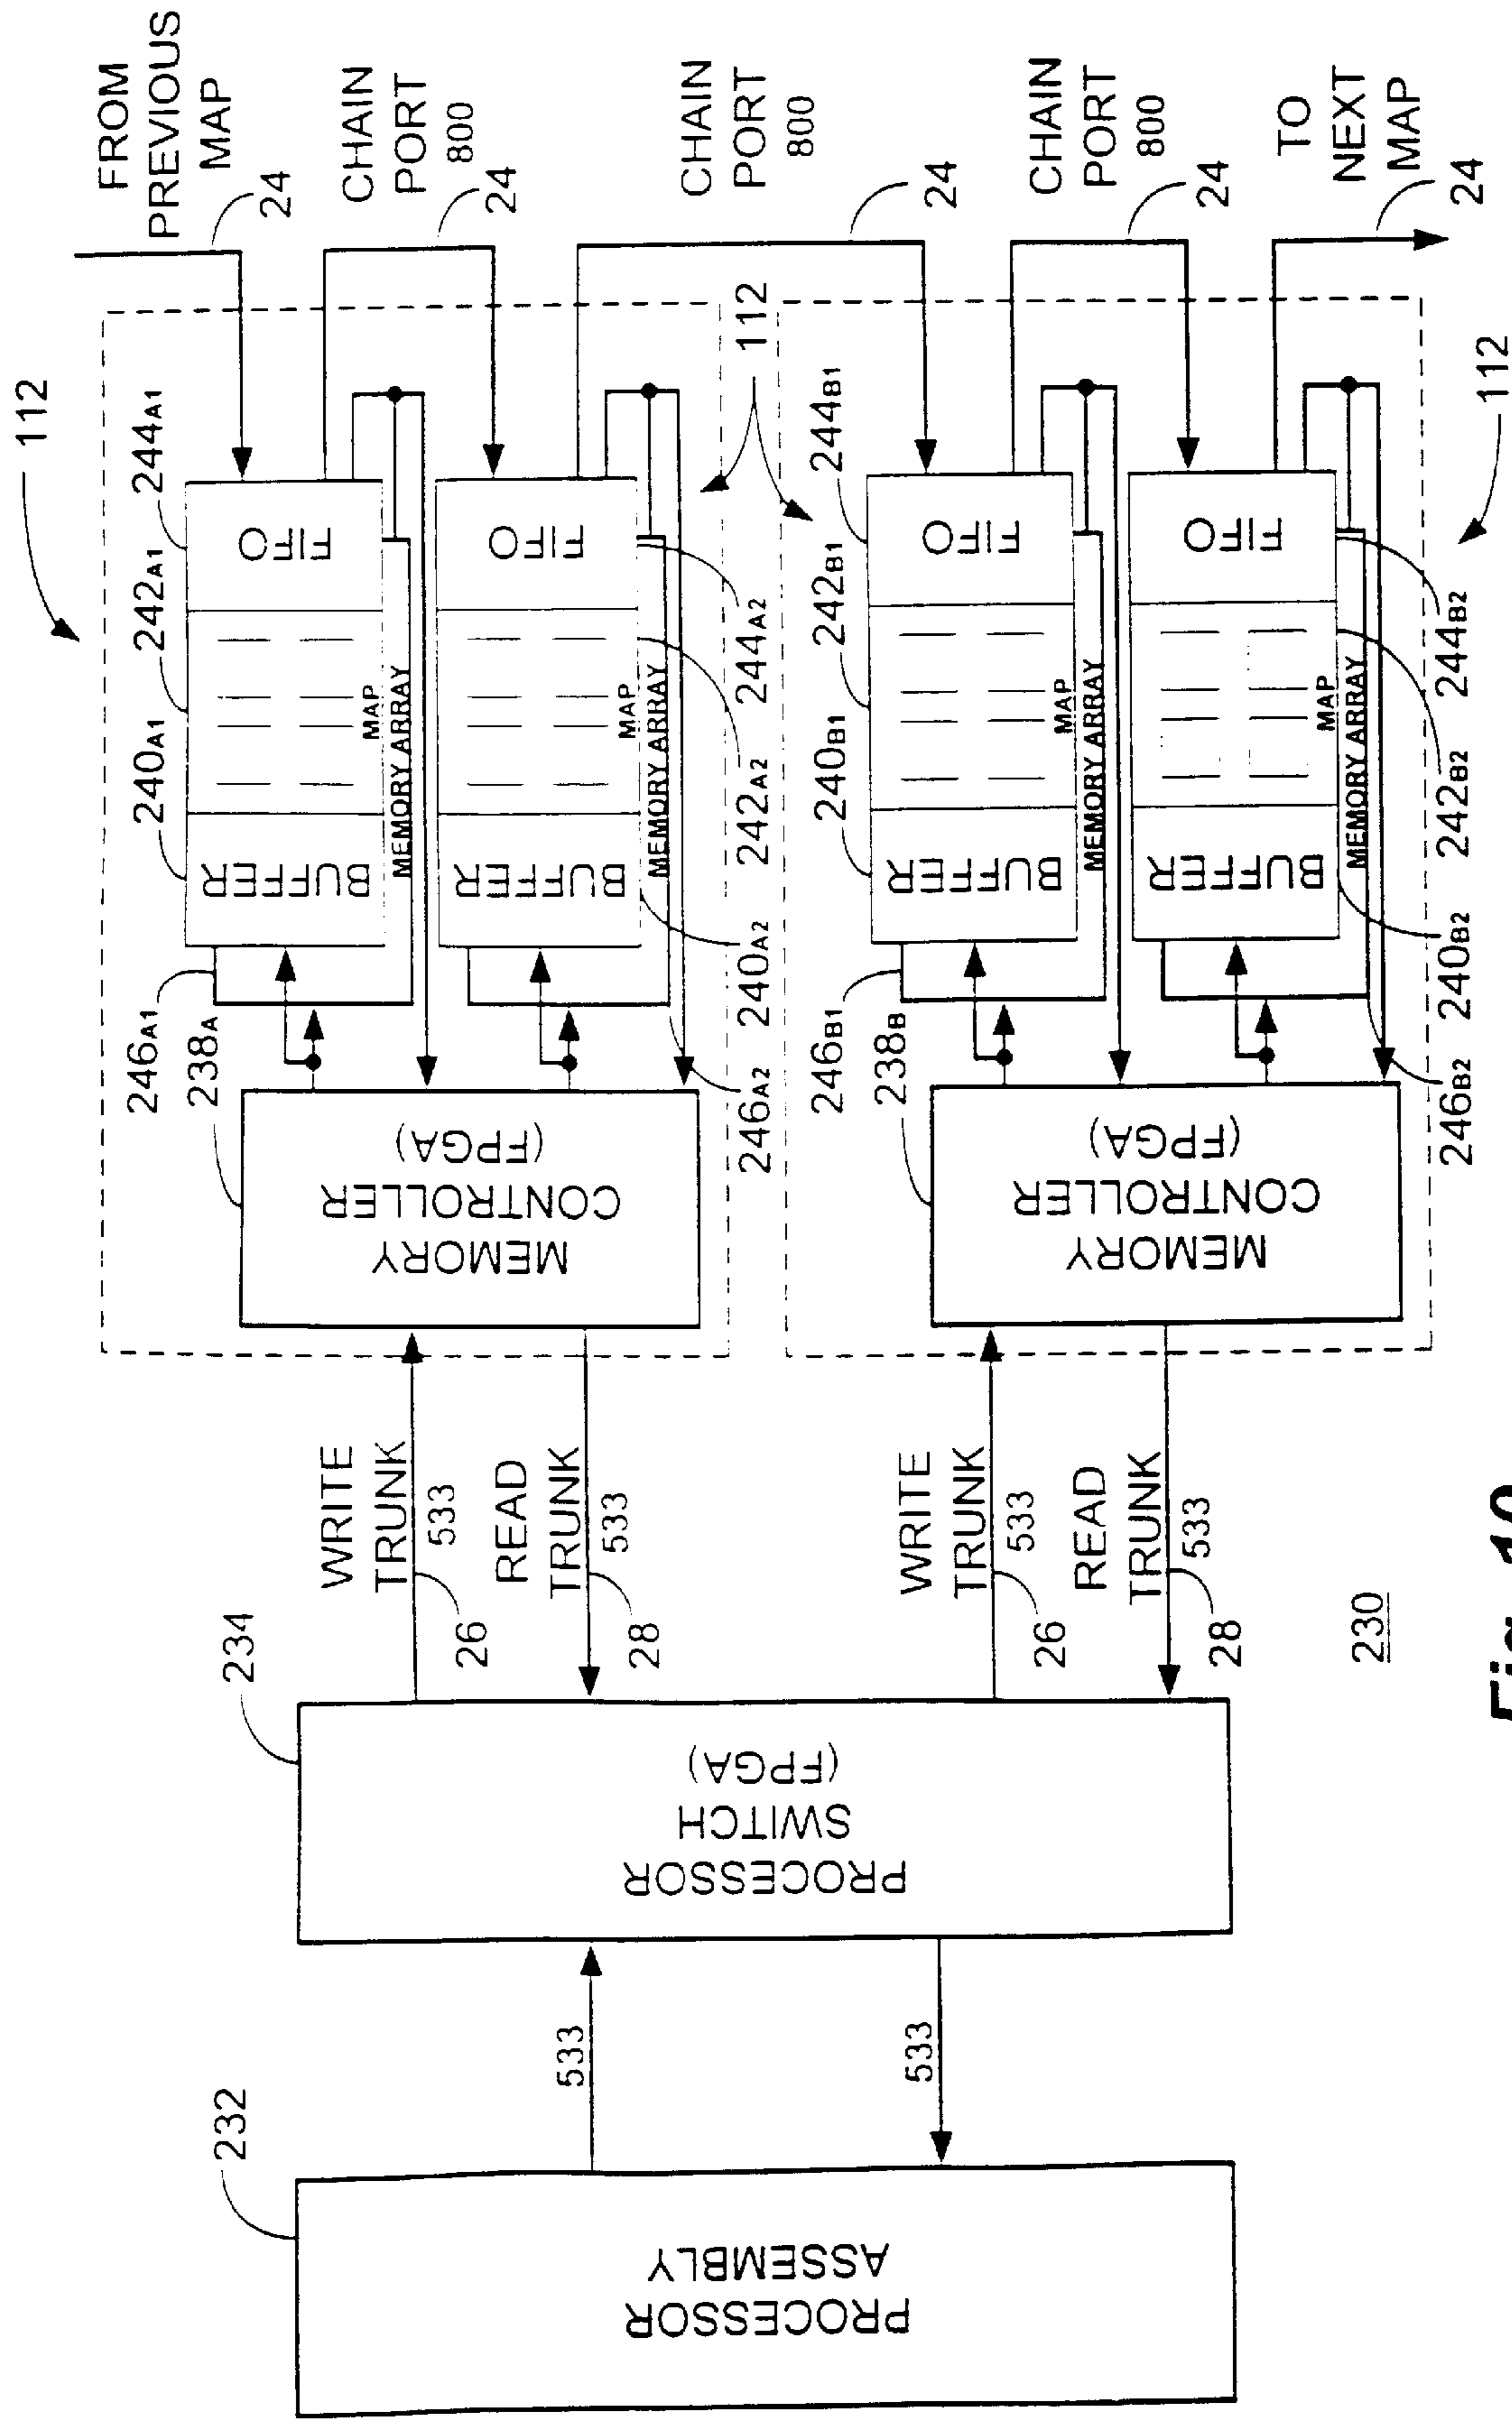 112
FROM
PREVIOUS
MAP
24
CHAIN
PORT
800
24
CHAIN
PORT
800
24
CHAIN
PORT
800
24
TO
NEXT
MAP
24
246A1
240A1
242A1
244A1
BUFFER
FIFO
MAP
MEMORY ARRAY
238A
MEMORY
CONTROLLER
(FPGA)
BUFFER
FIFO
MAP
MEMORY ARRAY
246A2
240A2
242A2
244A2
112
246B1
240B1
242B1
244B1
BUFFER
FIFO
MAP
MEMORY ARRAY
238B
MEMORY
CONTROLLER
(FPGA)
BUFFER
FIFO
MAP
MEMORY ARRAY
246B2
240B2
242B2
244B2
112
WRITE
TRUNK
533
26
READ
TRUNK
533
28
WRITE
TRUNK
533
26
READ
TRUNK
533
28
234
PROCESSOR
SWITCH
(FPGA)
533
533
232
PROCESSOR
ASSEMBLY
230